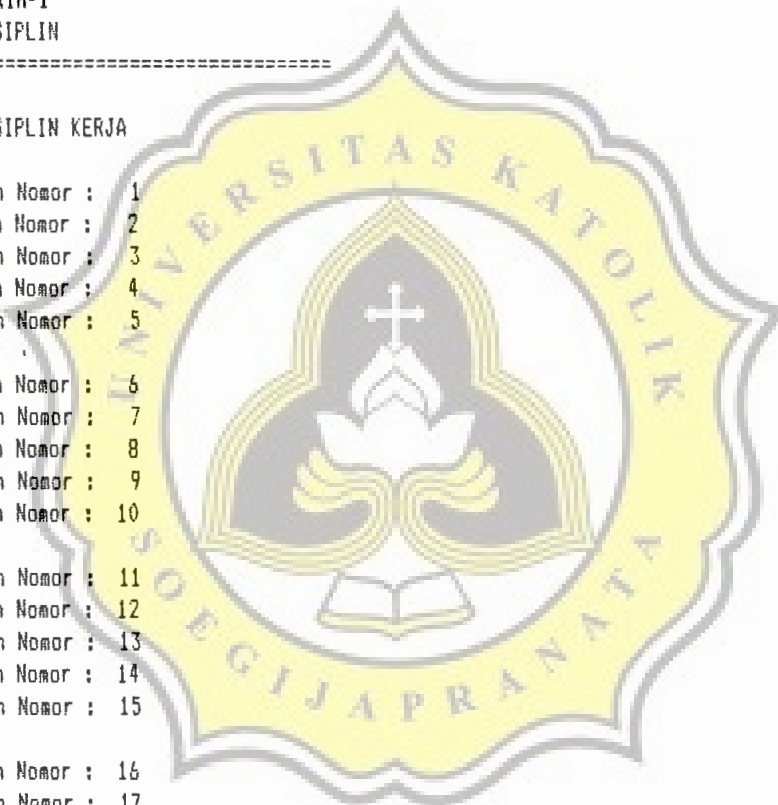 SIPLIN
==============================
SIPLIN KERJA
Nomor : 1
Nomor : 2
Nomor : 3
Nomor : 4
Nomor : 5
Nomor : 6
Nomor : 7
Nomor : 8
Nomor : 9
Nomor : 10
Nomor : 11
Nomor : 12
Nomor : 13
Nomor : 14
Nomor : 15
Nomor : 16
Nomor : 17
UNIVERSITAS KATOLIK
SOEGIJAPRANATA